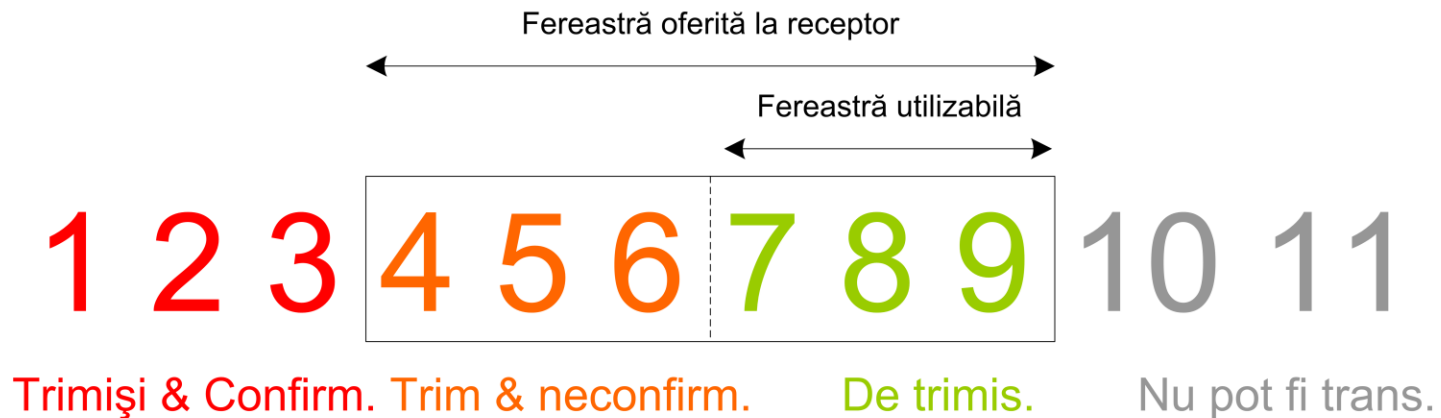 Fereastră oferită la receptor
Fereastră utilizabilă
1 2 3 4 5 6 7 8 9 10 11
Trimişi & Confirm. Trim & neconfirm. De trimis. Nu pot fi trans.